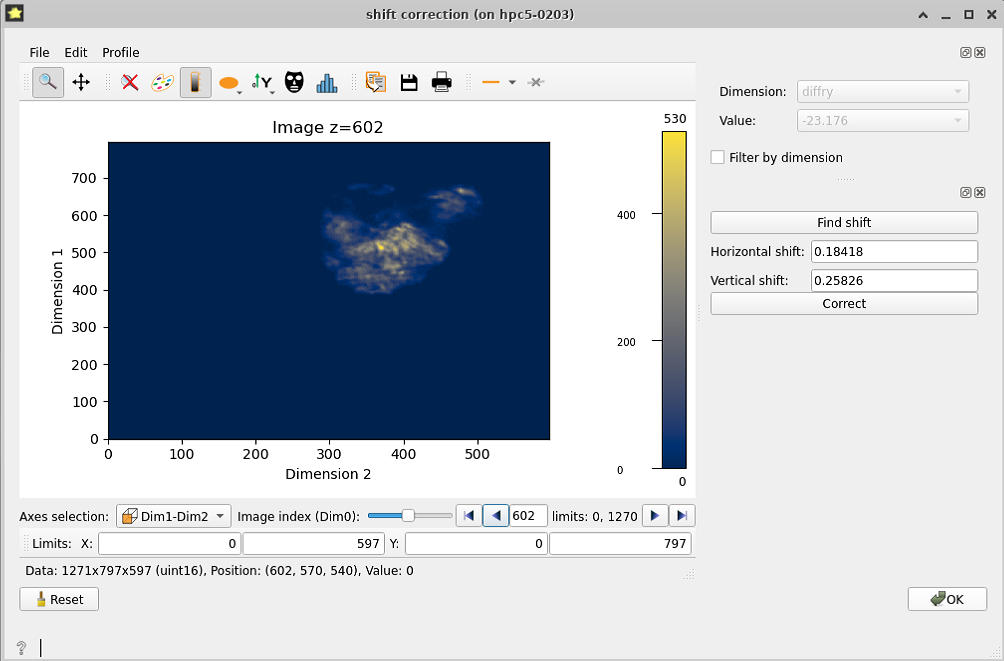 shift correction (on hpc5-0203)
File Edit Profile
Image z=602
Dimension 1
700
600
500
400
300
200
100
0
0 100 200 300 400 500
Dimension 2
530
400
200
0
0
Axes selection: Dim1-Dim2 Image index (Dim0): 602 limits: 0, 1270
Limits: X: 0 597 Y: 0 797
Data: 1271x797x597 (uint16), Position: (602, 570, 540), Value: 0
Dimension: diffry
Value: -23.176
Filter by dimension
Find shift
Horizontal shift: 0.18418
Vertical shift: 0.25826
Correct
Reset
OK
?